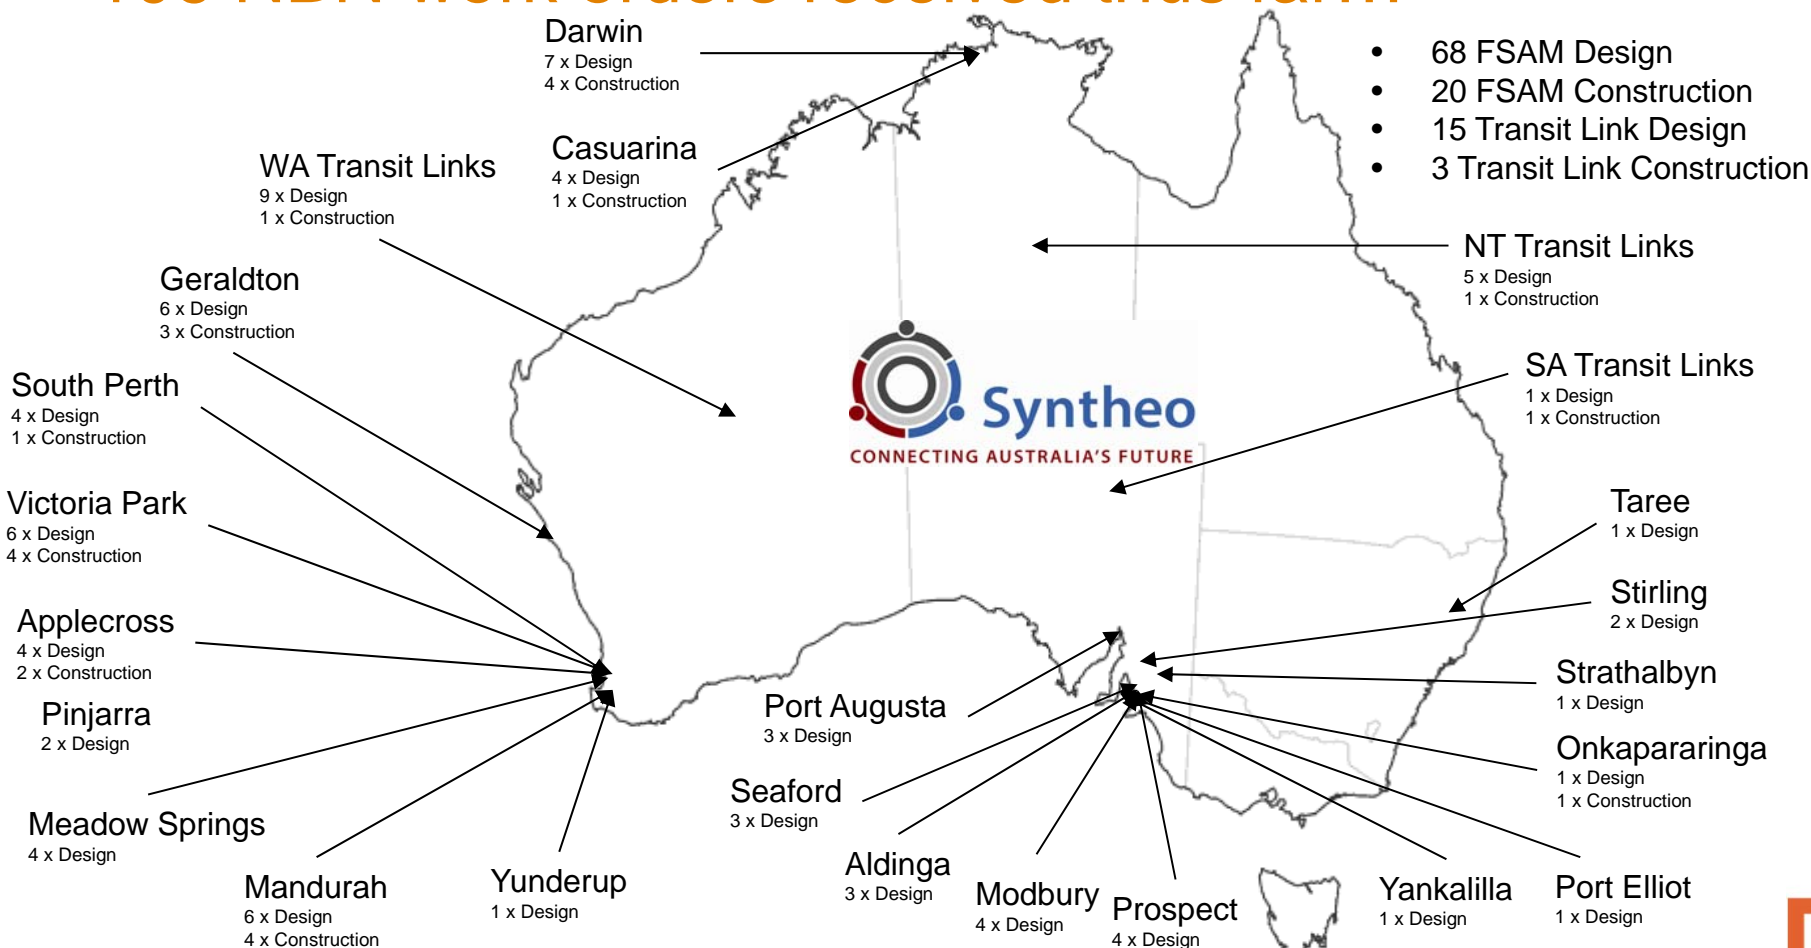 Darwin
7 x Design
4 x Construction
68 FSAM Design
20 FSAM Construction
15 Transit Link Design
3 Transit Link Construction
Casuarina
4 x Design
1 x Construction
WA Transit Links
9 x Design
1 x Construction
NT Transit Links
5 x Design
1 x Construction
Geraldton
6 x Design
3 x Construction
SA Transit Links
1 x Design
1 x Construction
South Perth
4 x Design
1 x Construction
Syntheo
CONNECTING AUSTRALIA'S FUTURE
Victoria Park
6 x Design
4 x Construction
Taree
1 x Design
Stirling
2 x Design
Applecross
4 x Design
2 x Construction
Strathalbyn
1 x Design
Pinjarra
2 x Design
Port Augusta
3 x Design
Onkapararinga
1 x Design
1 x Construction
Seaford
3 x Design
Meadow Springs
4 x Design
Aldinga
3 x Design
Mandurah
6 x Design
4 x Construction
Yunderup
1 x Design
Modbury
4 x Design
Prospect
4 x Design
Yankalilla
1 x Design
Port Elliot
1 x Design